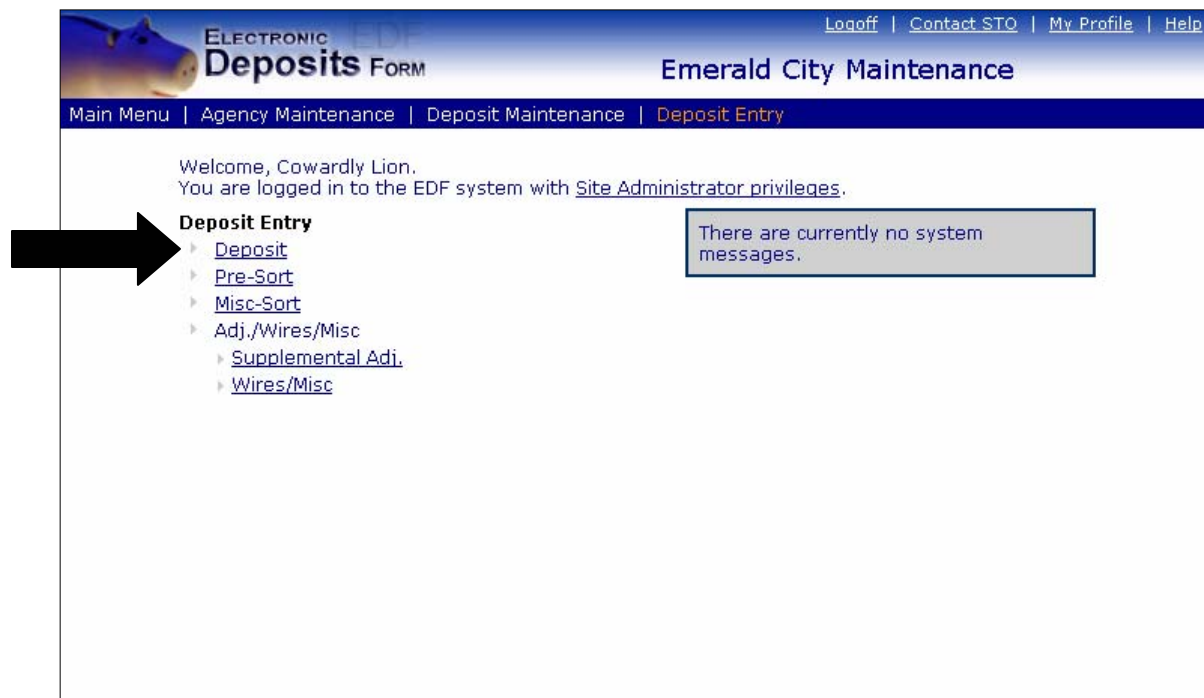 Logoff | Contact STO | My Profile | Help
EDF
ELECTRONIC
Deposits FORM
Emerald City Maintenance
Main Menu | Agency Maintenance | Deposit Maintenance | Deposit Entry
Welcome, Cowardly Lion.
You are logged in to the EDF system with Site Administrator privileges.
Deposit Entry
Deposit
Pre-Sort
Misc-Sort
Adj./Wires/Misc
Supplemental Adj.
Wires/Misc
There are currently no system
messages.